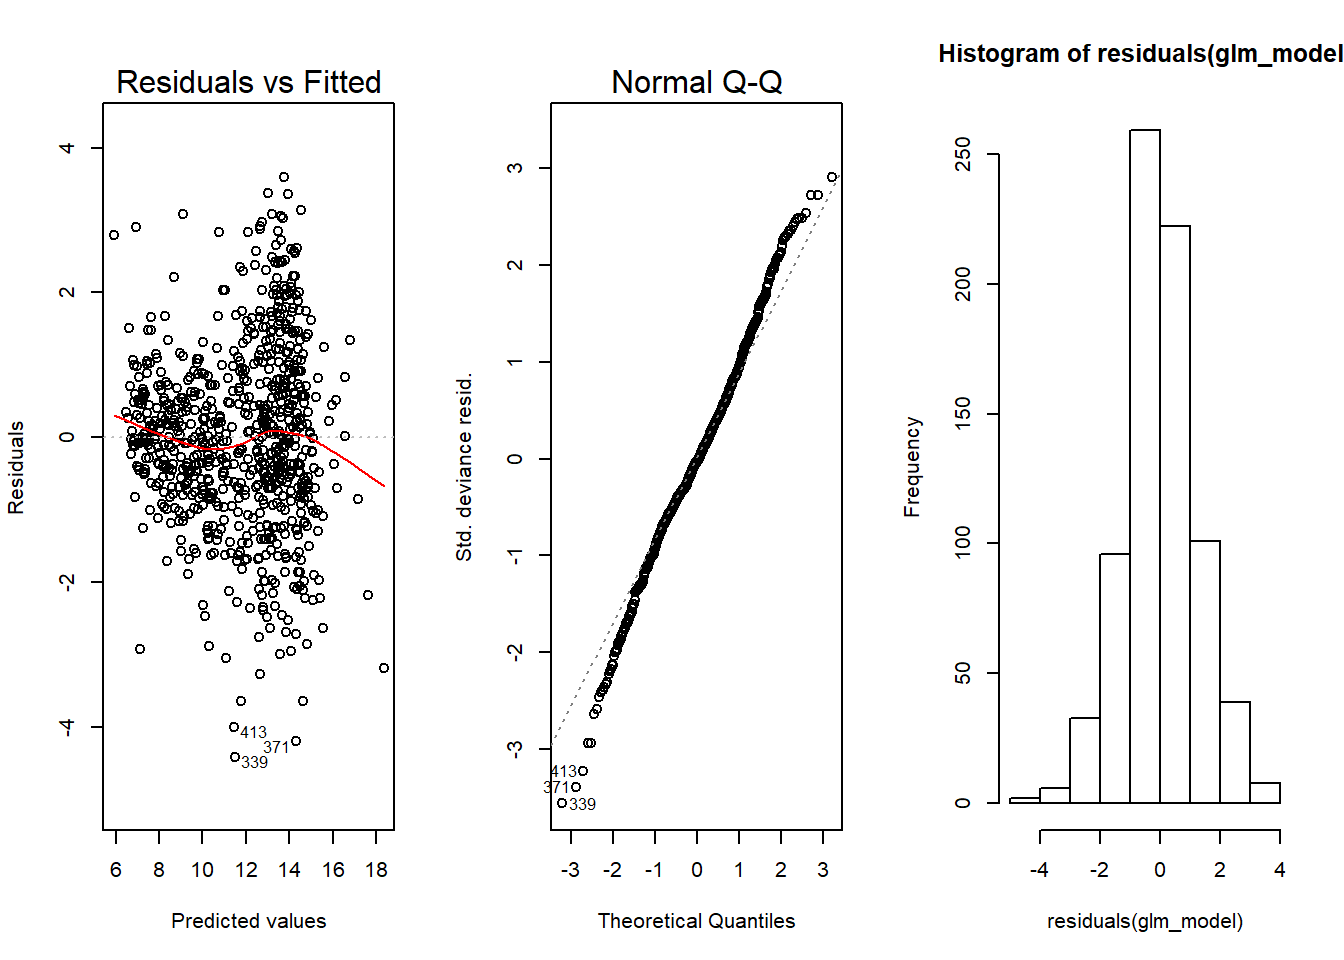 Residuals vs Fitted
4
2
0
-2
-4
Residuals
413
371
339
6 8 10 12 14 16 18
Predicted values
Normal Q-Q
3
2
1
0
-1
-2
-3
Std. deviance resid.
413
371
339
-3 -2 -1 0 1 2 3
Theoretical Quantiles
Histogram of residuals(glm_model
250
200
150
100
50
0
Frequency
-4 -2 0 2 4
residuals(glm_model)